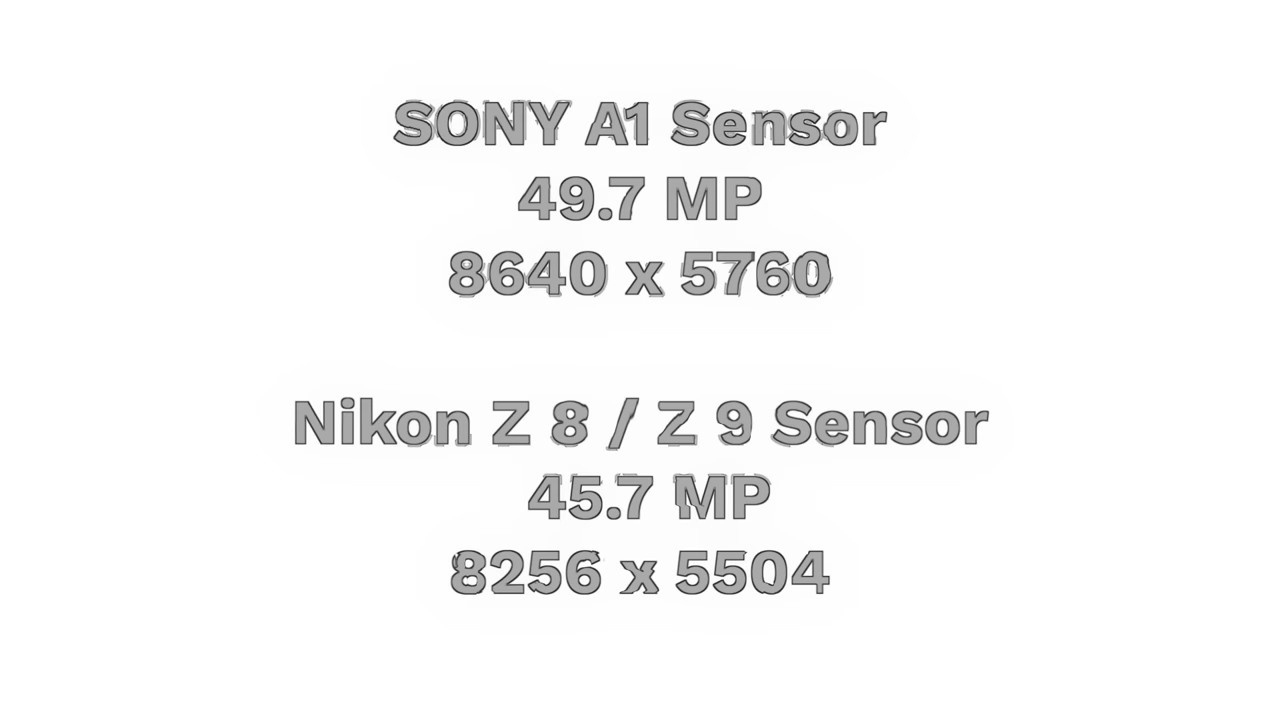 SONY A1 Sensor
49.7 MP
8640 x 5760
Nikon Z 8 / Z 9 Sensor
45.7 MP
8256 x 5504